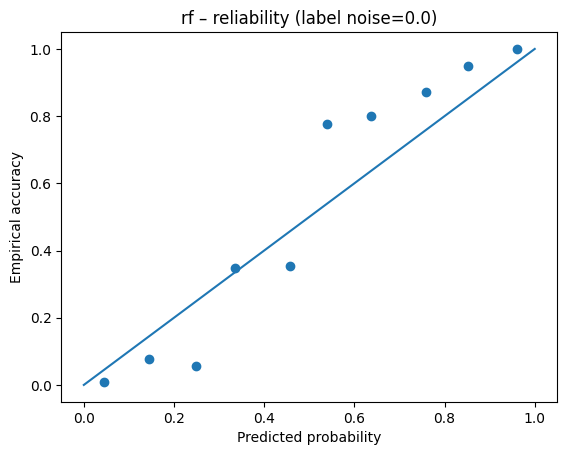 rf – reliability (label noise=0.0)
1.0
0.8
0.6
0.4
0.2
0.0
Empirical accuracy
0.0 0.2 0.4 0.6 0.8 1.0
Predicted probability